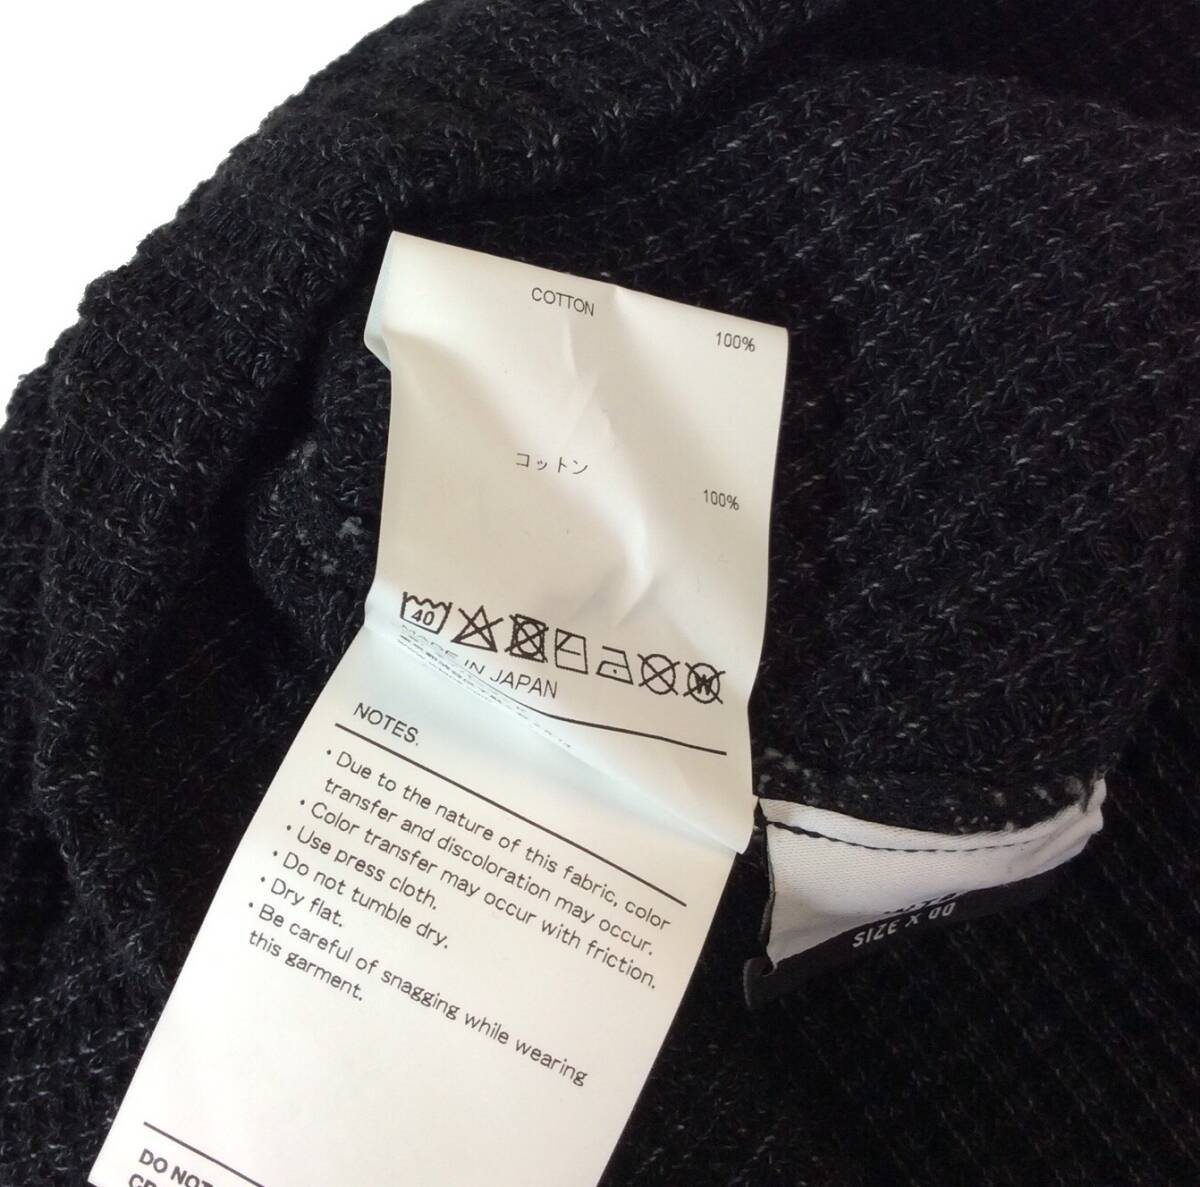 COTTON
100%
コットン
100%
40
W
MADE IN JAPAN
NOTES.
・Due to the nature of this fabric, color
transfer and discoloration may occur.
・Color transfer may occur with friction.
・Use press cloth.
・Do not tumble dry.
・Dry flat.
・Be careful of snagging while wearing
this garment.
DO NOT
SIZE X 00